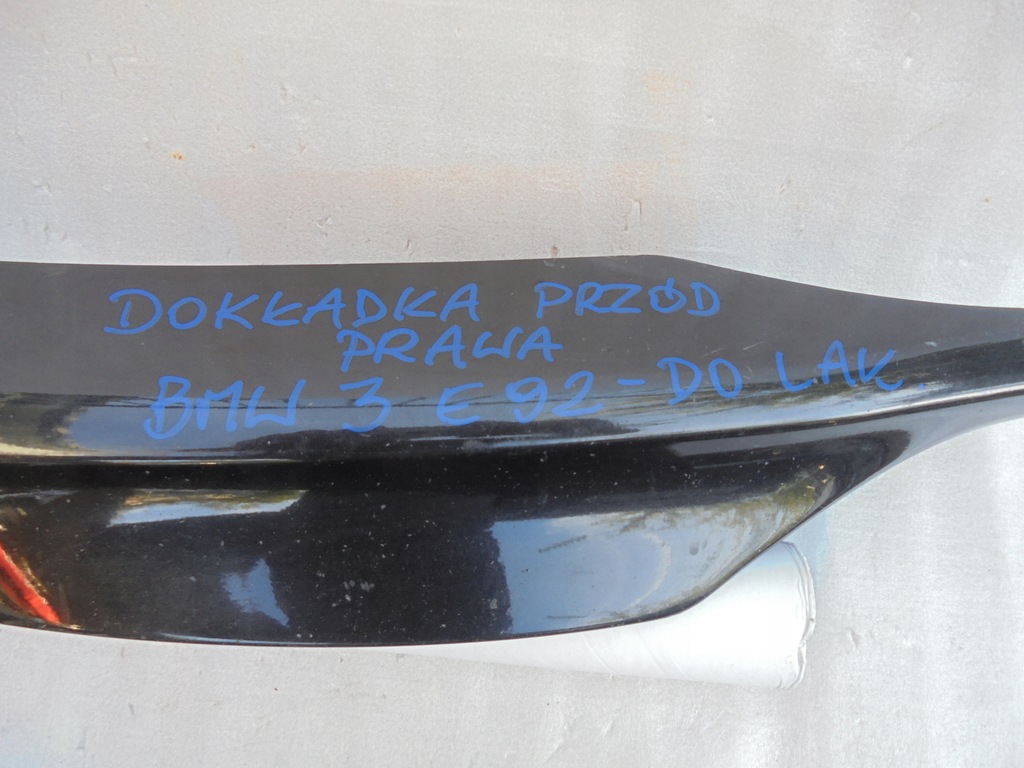 DOKŁADKA PRZÓD
PRAWA
BMW 3 E92 - DO LAK.